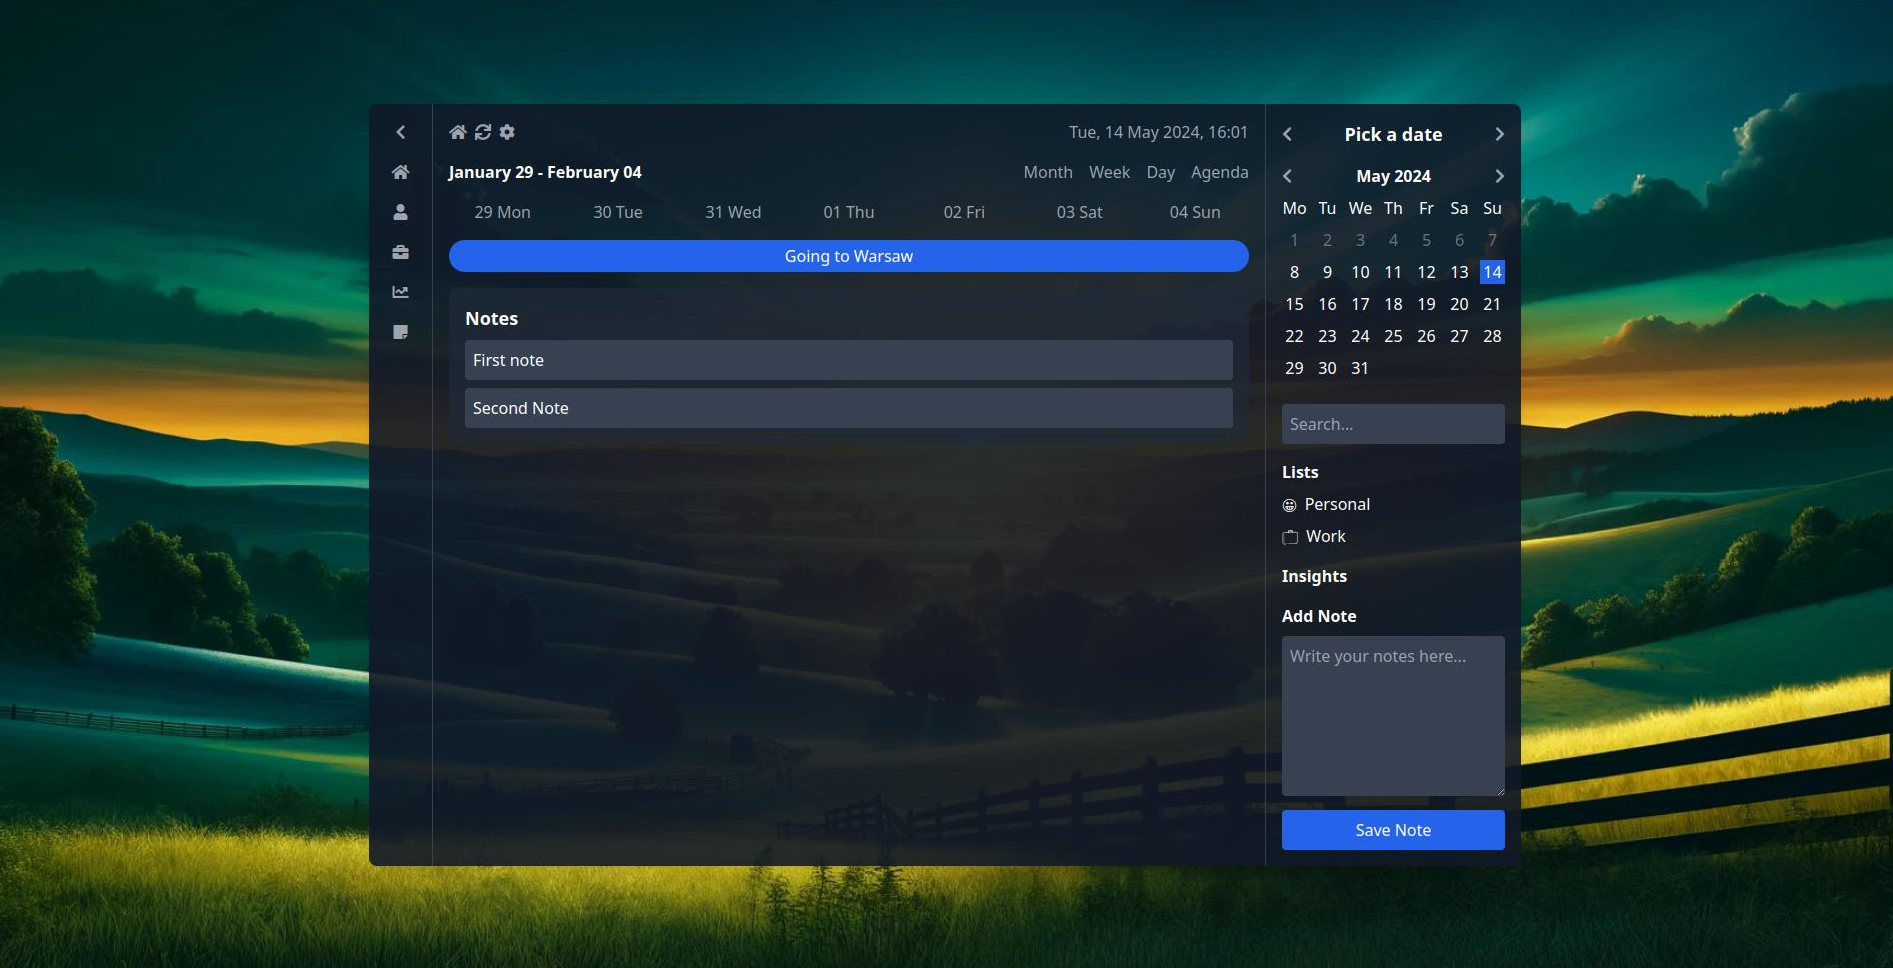 Tue, 14 May 2024, 16:01
January 29 - February 04
Month Week Day Agenda
29 Mon 30 Tue 31 Wed 01 Thu 02 Fri 03 Sat 04 Sun
Going to Warsaw
Notes
First note
Second Note
Pick a date
May 2024
Mo Tu We Th Fr Sa Su
1 2 3 4 5 6 7
8 9 10 11 12 13 14
15 16 17 18 19 20 21
22 23 24 25 26 27 28
29 30 31
Search...
Lists
😀 Personal
Work
Insights
Add Note
Write your notes here...
Save Note